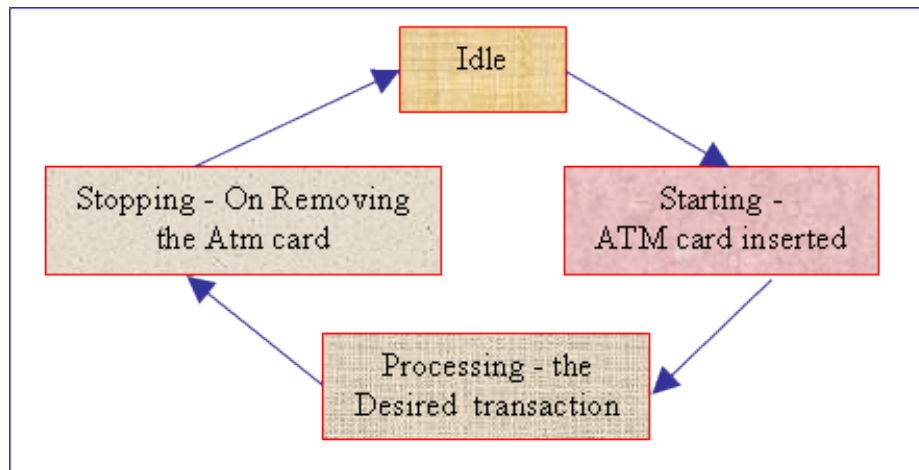 Idle
Stopping - On Removing
the Atm card
Starting -
ATM card inserted
Processing - the
Desired transaction